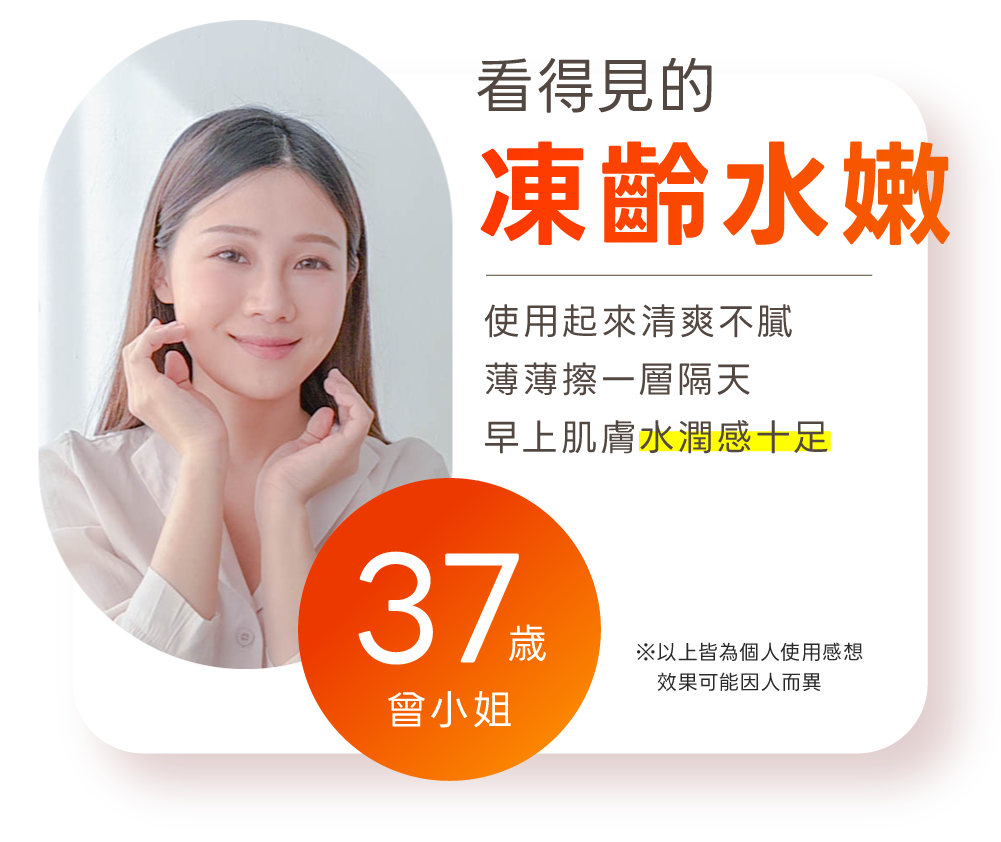 看得見的
凍齡水嫩
使用起來清爽不膩
薄薄擦一層隔天
早上肌膚水潤感十足
37歳
曾小姐
※以上皆為個人使用感想
效果可能因人而異